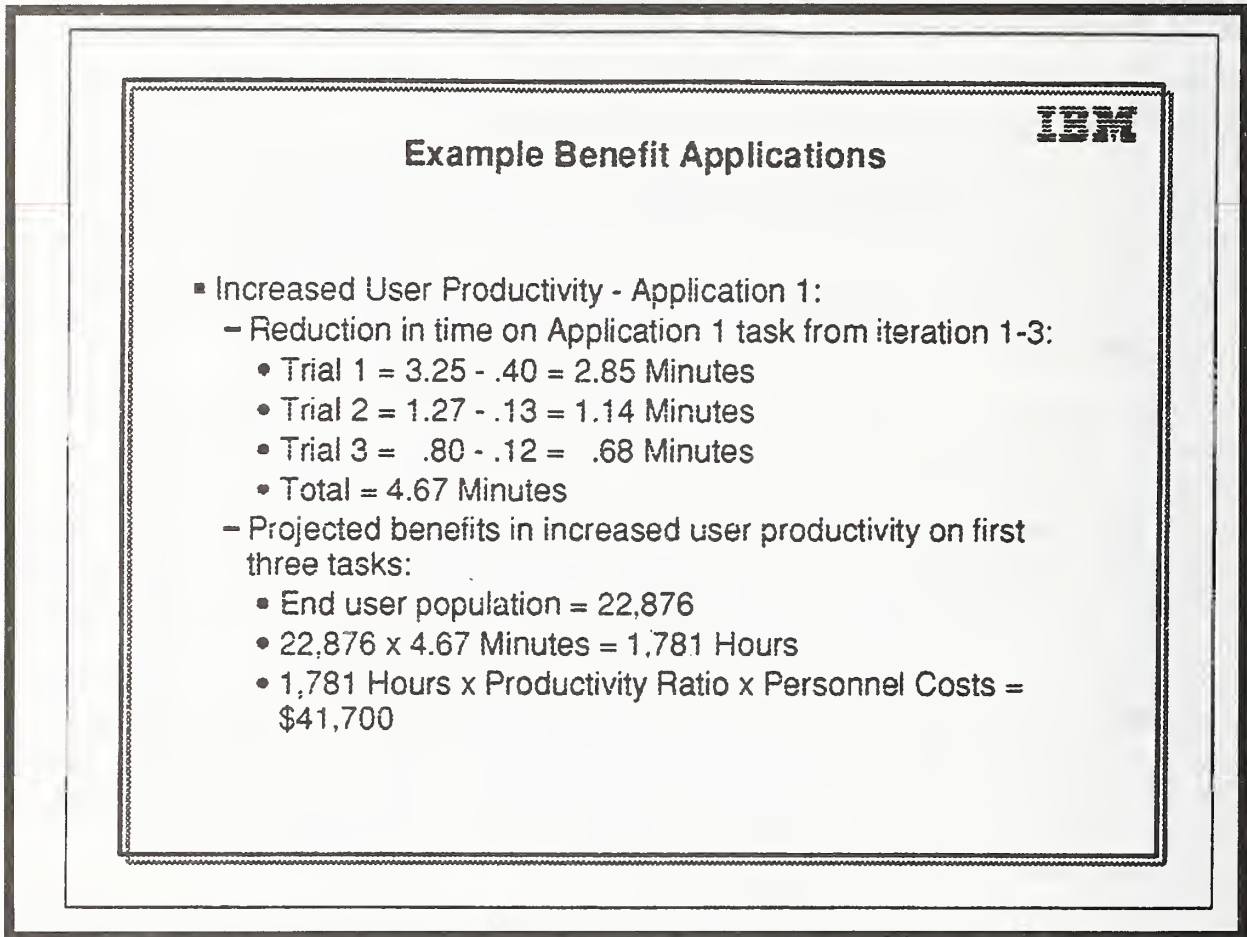 IBM
Example Benefit Applications
▪ Increased User Productivity - Application 1:
– Reduction in time on Application 1 task from iteration 1-3:
• Trial 1 = 3.25 - .40 = 2.85 Minutes
• Trial 2 = 1.27 - .13 = 1.14 Minutes
• Trial 3 = .80 - .12 = .68 Minutes
• Total = 4.67 Minutes
– Projected benefits in increased user productivity on first
three tasks:
• End user population = 22,876
• 22,876 x 4.67 Minutes = 1,781 Hours
• 1,781 Hours x Productivity Ratio x Personnel Costs =
$41,700